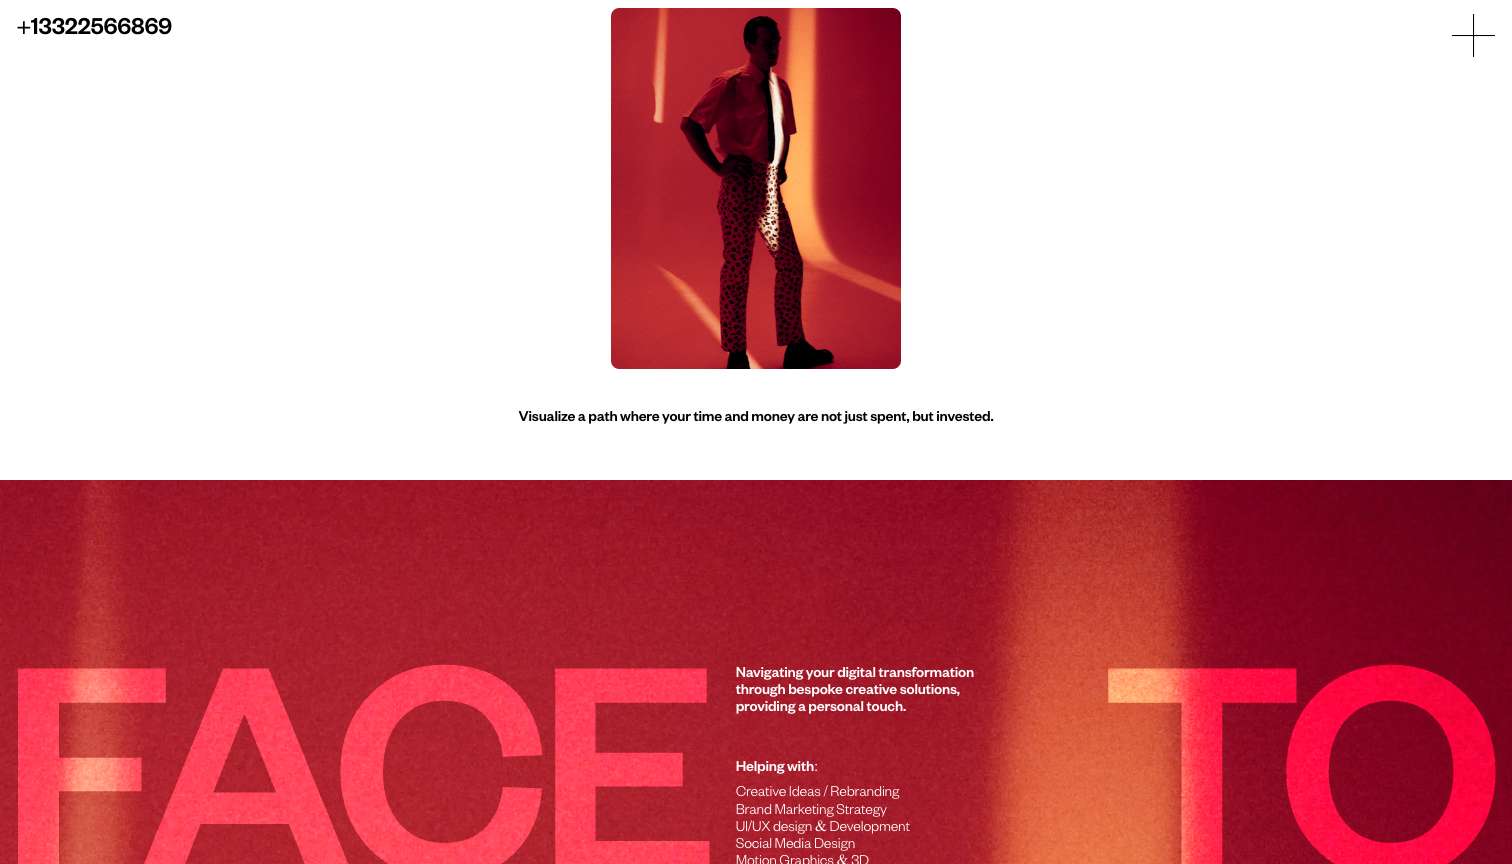 +13322566869
Visualize a path where your time and money are not just spent, but invested.
FACE TO
Navigating your digital transformation
through bespoke creative solutions,
providing a personal touch.
Helping with:
Creative Ideas / Rebranding
Brand Marketing Strategy
UI/UX design & Development
Social Media Design
Motion Graphics & 3D